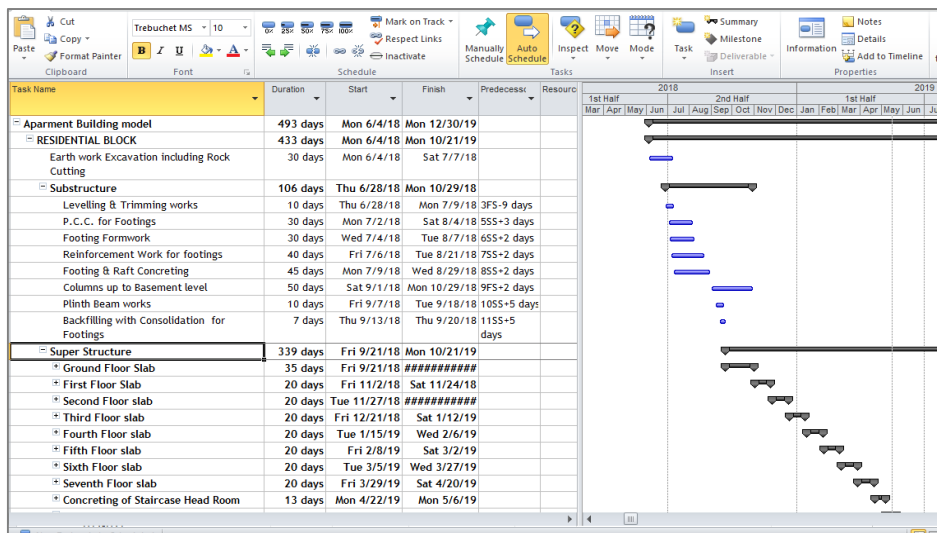 Cut
Copy
Format Painter
Paste
Clipboard
Trebuchet MS 10
B I U A
Font
0% 25% 50% 75% 100%
Mark on Track
Respect Links
Inactivate
Schedule
Manually Schedule
Auto Schedule
Inspect Move Mode
Tasks
Task
Summary
Milestone
Deliverable
Insert
Information
Notes
Details
Add to Timeline
Properties
Task Name Duration Start Finish Predecessc Resourc
2018 2019
1st Half 2nd Half 1st Half
Mar Apr May Jun Jul Aug Sep Oct Nov Dec Jan Feb Mar Apr May Jun Ju
Aparment Building model 493 days Mon 6/4/18 Mon 12/30/19
RESIDENTIAL BLOCK 433 days Mon 6/4/18 Mon 10/21/19
Earth work Excavation including Rock 30 days Mon 6/4/18 Sat 7/7/18
Cutting
Substructure 106 days Thu 6/28/18 Mon 10/29/18
Levelling & Trimming works 10 days Thu 6/28/18 Mon 7/9/18 3FS-9 days
P.C.C. for Footings 30 days Mon 7/2/18 Sat 8/4/18 5SS+3 days
Footing Formwork 30 days Wed 7/4/18 Tue 8/7/18 6SS+2 days
Reinforcement Work for footings 40 days Fri 7/6/18 Tue 8/21/18 7SS+2 days
Footing & Raft Concreting 45 days Mon 7/9/18 Wed 8/29/18 8SS+2 days
Columns up to Basement level 50 days Sat 9/1/18 Mon 10/29/18 9FS+2 days
Plinth Beam works 10 days Fri 9/7/18 Tue 9/18/18 10SS+5 days
Backfilling with Consolidation for 7 days Thu 9/13/18 Thu 9/20/18 11SS+5
Footings days
Super Structure 339 days Fri 9/21/18 Mon 10/21/19
Ground Floor Slab 35 days Fri 9/21/18 ###########
First Floor Slab 20 days Fri 11/2/18 Sat 11/24/18
Second Floor slab 20 days Tue 11/27/18 ###########
Third Floor slab 20 days Fri 12/21/18 Sat 1/12/19
Fourth Floor slab 20 days Tue 1/15/19 Wed 2/6/19
Fifth Floor slab 20 days Fri 2/8/19 Sat 3/2/19
Sixth Floor slab 20 days Tue 3/5/19 Wed 3/27/19
Seventh Floor slab 20 days Fri 3/29/19 Sat 4/20/19
Concreting of Staircase Head Room 13 days Mon 4/22/19 Mon 5/6/19